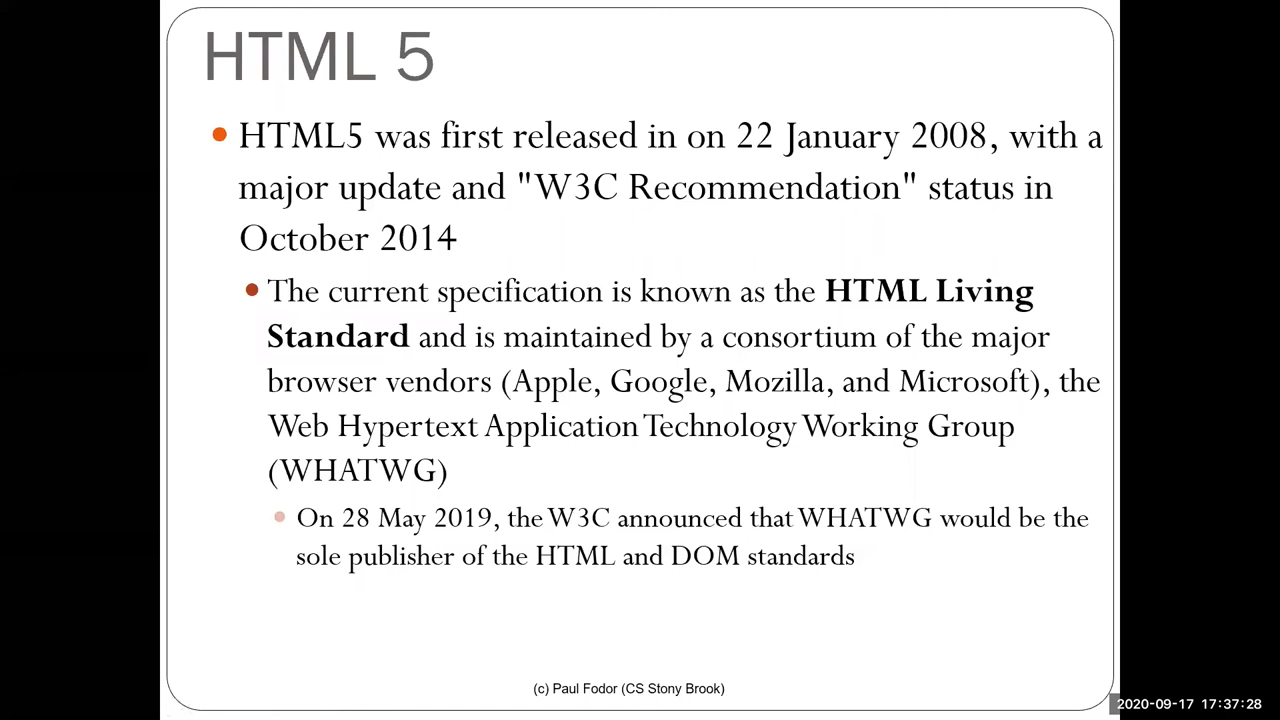 HTML 5
HTML5 was first released in on 22 January 2008, with a
major update and "W3C Recommendation" status in
October 2014
The current specification is known as the HTML Living
Standard and is maintained by a consortium of the major
browser vendors (Apple, Google, Mozilla, and Microsoft), the
Web Hypertext Application Technology Working Group
(WHATWG)
On 28 May 2019, the W3C announced that WHATWG would be the
sole publisher of the HTML and DOM standards
(c) Paul Fodor (CS Stony Brook)
2020-09-17 17:37:28